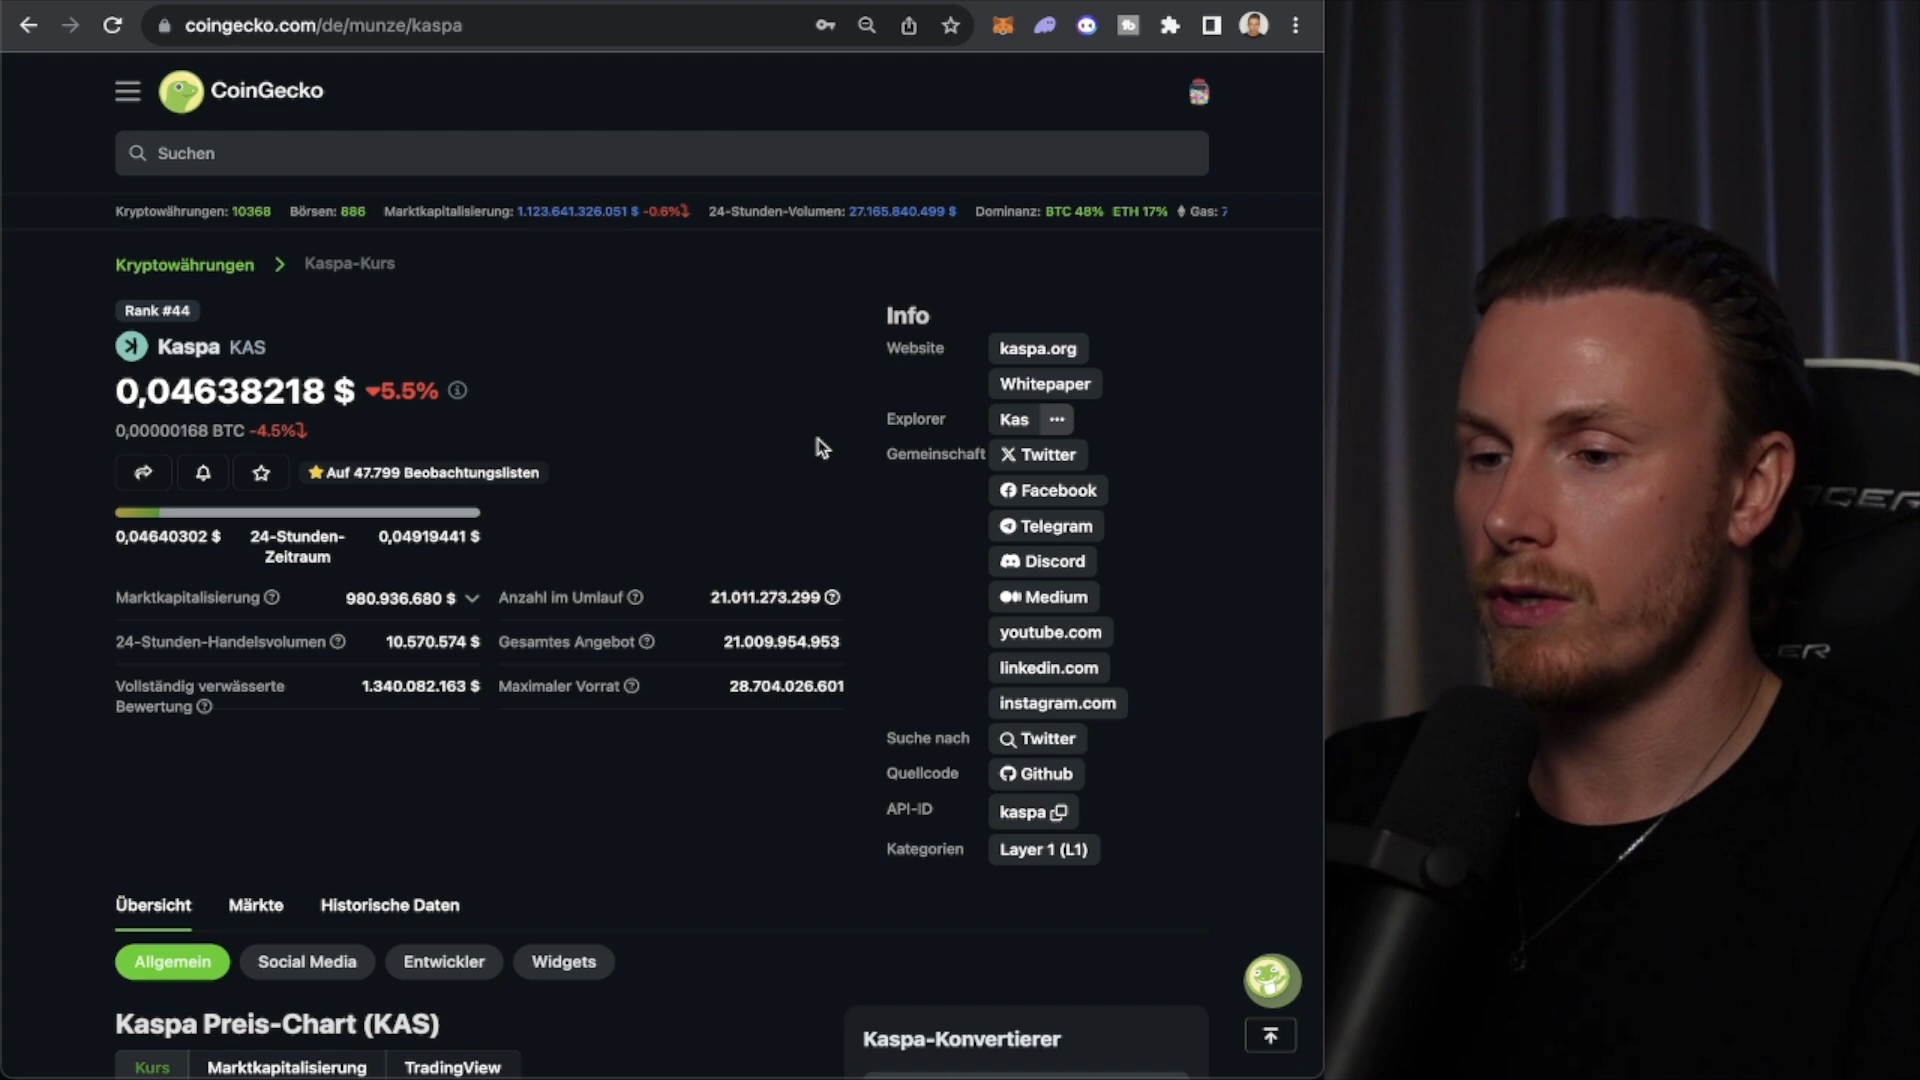 coingecko.com/de/munze/kaspa
CoinGecko
Suchen
Kryptowährungen: 10368 Börsen: 886 Marktkapitalisierung: 1.123.641.326.051 $ -0.6% 24-Stunden-Volumen: 27.165.840.499 $ Dominanz: BTC 48% ETH 17% Gas: 7
Kryptowährungen > Kaspa-Kurs
Rank #44
Kaspa KAS
0,04638218 $ 5.5%
0,00000168 BTC -4.5%
Auf 47.799 Beobachtungslisten
0,04640302 $ 24-Stunden-Zeitraum 0,04919441 $
Marktkapitalisierung 980.936.680 $
24-Stunden-Handelsvolumen 10.570.574 $
Vollständig verwässerte Bewertung 1.340.082.163 $
Anzahl im Umlauf 21.011.273.299
Gesamtes Angebot 21.009.954.953
Maximaler Vorrat 28.704.026.601
Info
Website kaspa.org
Whitepaper
Explorer Kas
Gemeinschaft Twitter
Facebook
Telegram
Discord
Medium
youtube.com
linkedin.com
instagram.com
Suche nach Twitter
Quellcode Github
API-ID kaspa
Kategorien Layer 1 (L1)
Übersicht Märkte Historische Daten
Allgemein Social Media Entwickler Widgets
Kaspa Preis-Chart (KAS)
Kurs Marktkapitalisierung TradingView
Kaspa-Konvertierer